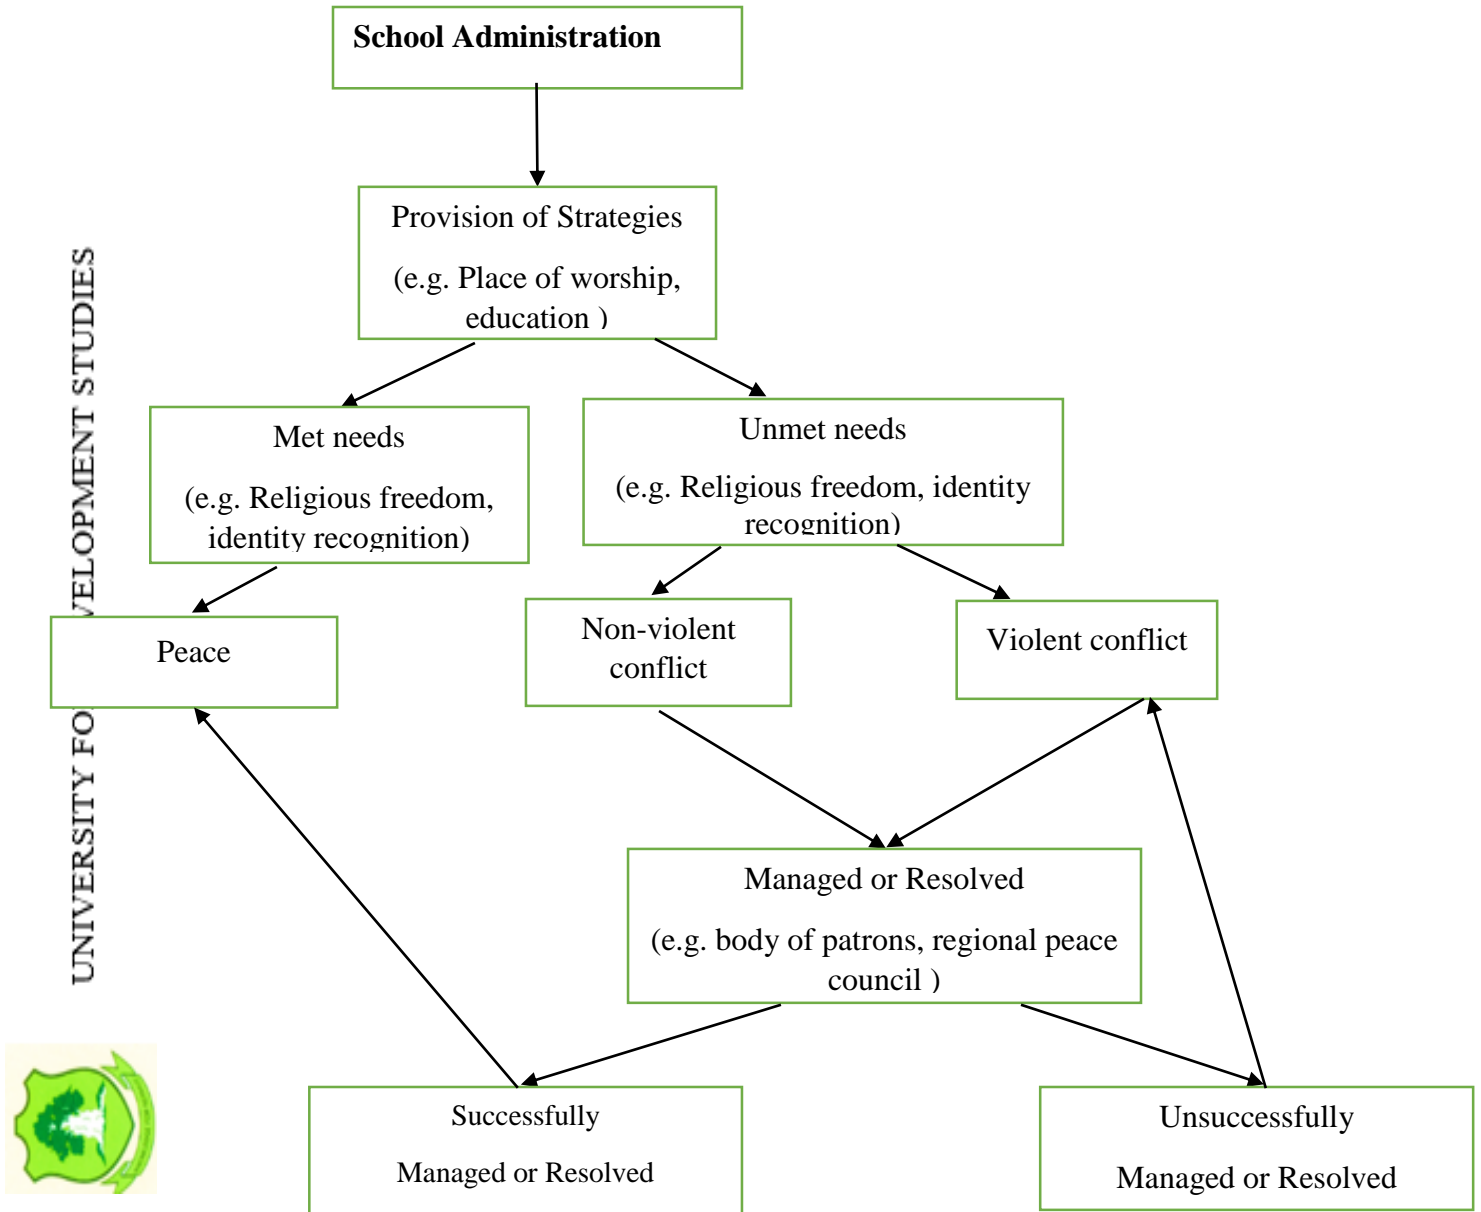 School Administration
Provision of Strategies
(e.g. Place of worship,
education )
Met needs
(e.g. Religious freedom,
identity recognition)
Unmet needs
(e.g. Religious freedom, identity
recognition)
Peace
Non-violent
conflict
Violent conflict
Managed or Resolved
(e.g. body of patrons, regional peace
council )
Successfully
Managed or Resolved
Unsuccessfully
Managed or Resolved
UNIVERSITY FO VELOPMENT STUDIES